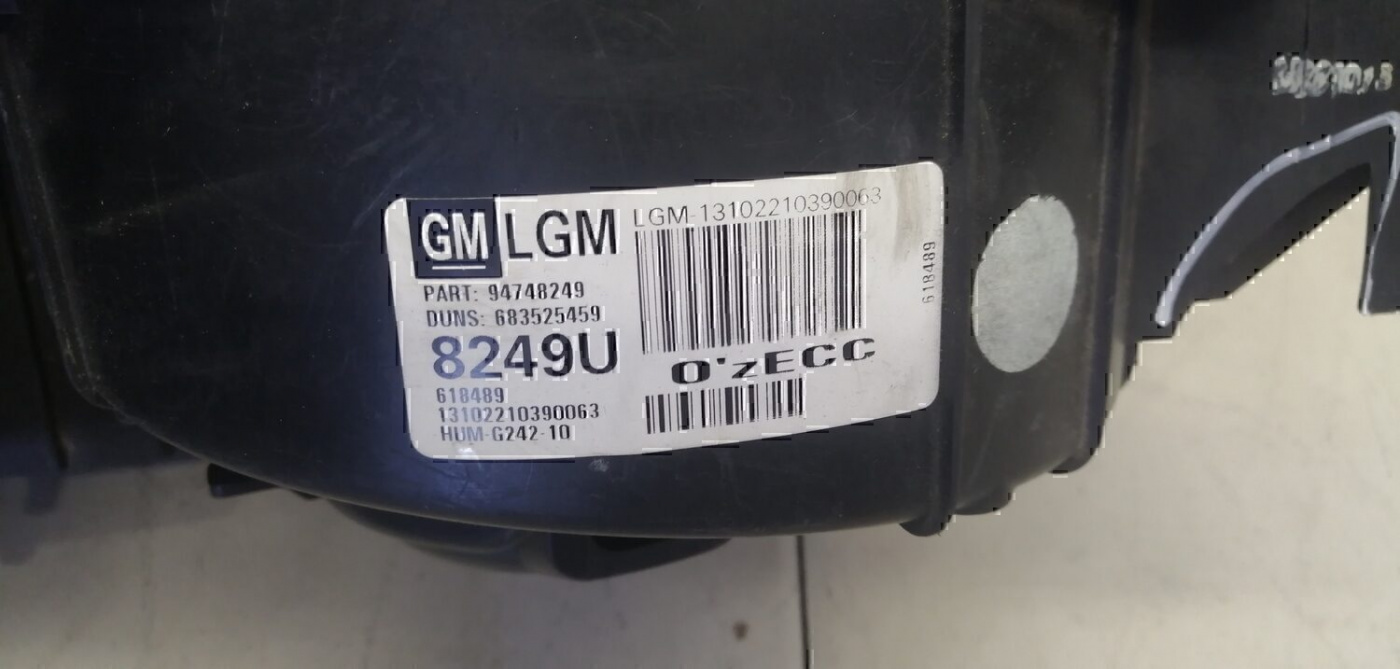 GM LGM
LGM-13102210390063
PART: 94748249
DUNS: 683525459
8249U
O'zECC
618489
13102210390063
HUM-G242-10
618489